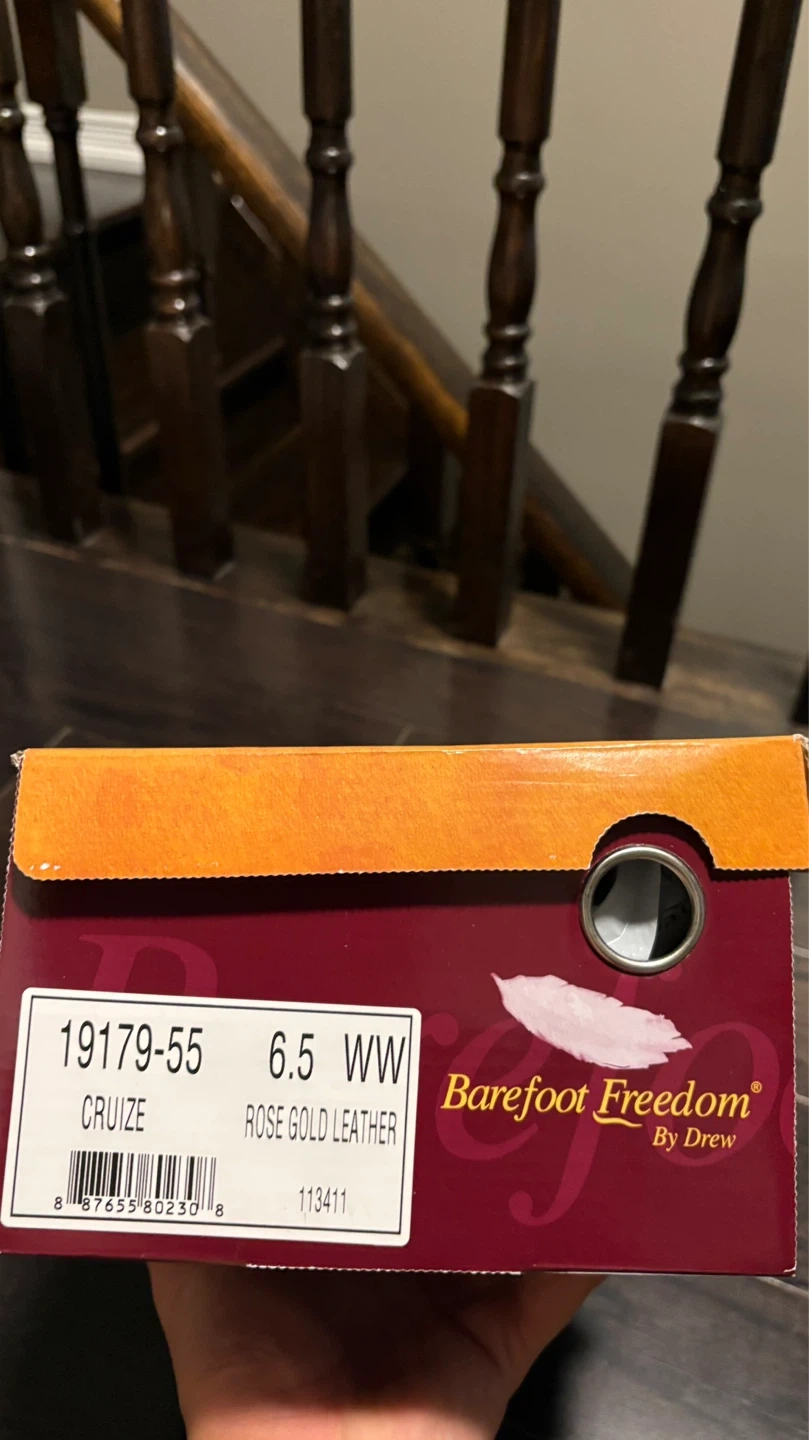 19179-55 6.5 WW
CRUIZE ROSE GOLD LEATHER
8 87655 80230 8 113411
Barefoot Freedom®
By Drew